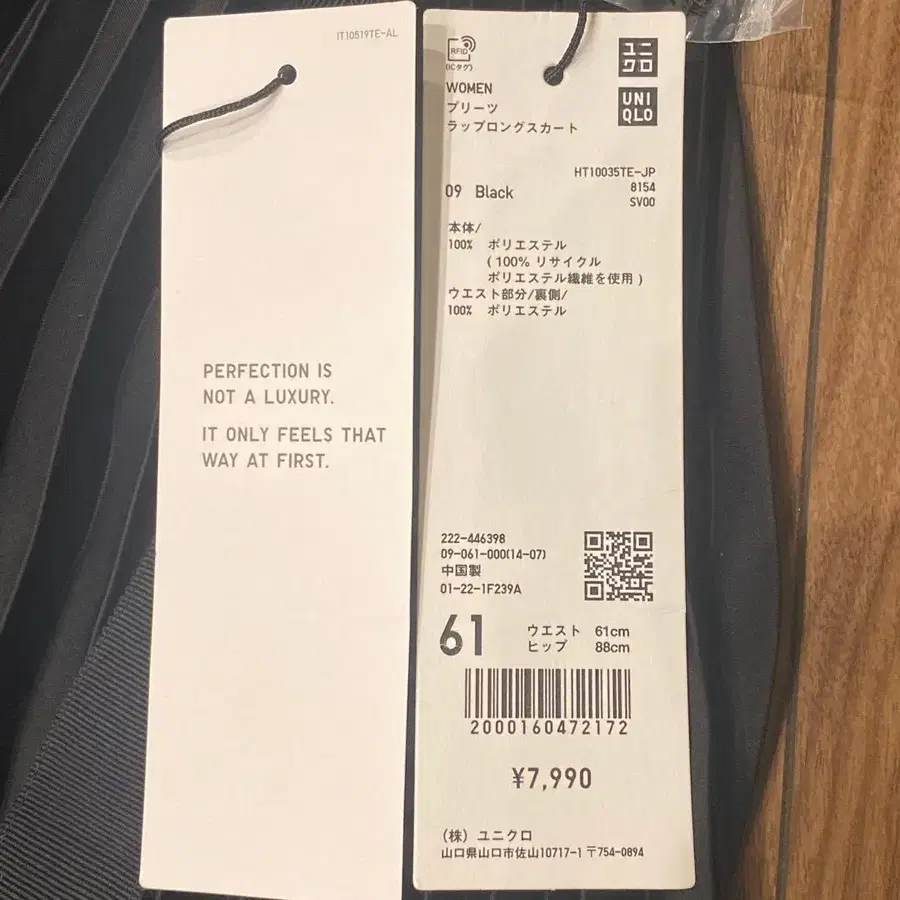 IT10519TE-AL
PERFECTION IS
NOT A LUXURY.
IT ONLY FEELS THAT
WAY AT FIRST.
RFID
(ICタグ)
ユニ
クロ
UNI
QLO
WOMEN
プリーツ
ラップロングスカート
HT10035TE-JP
09 Black
8154
SV00
本体/
100% ポリエステル
( 100% リサイクル
ポリエステル繊維を使用 )
ウエスト部分/裏側/
100% ポリエステル
222-446398
09-061-000(14-07)
中国製
01-22-1F239A
61
ウエスト 61cm
ヒップ 88cm
2000160472172
¥7,990
(株) ユニクロ
山口県山口市佐山10717-1 〒754-0894